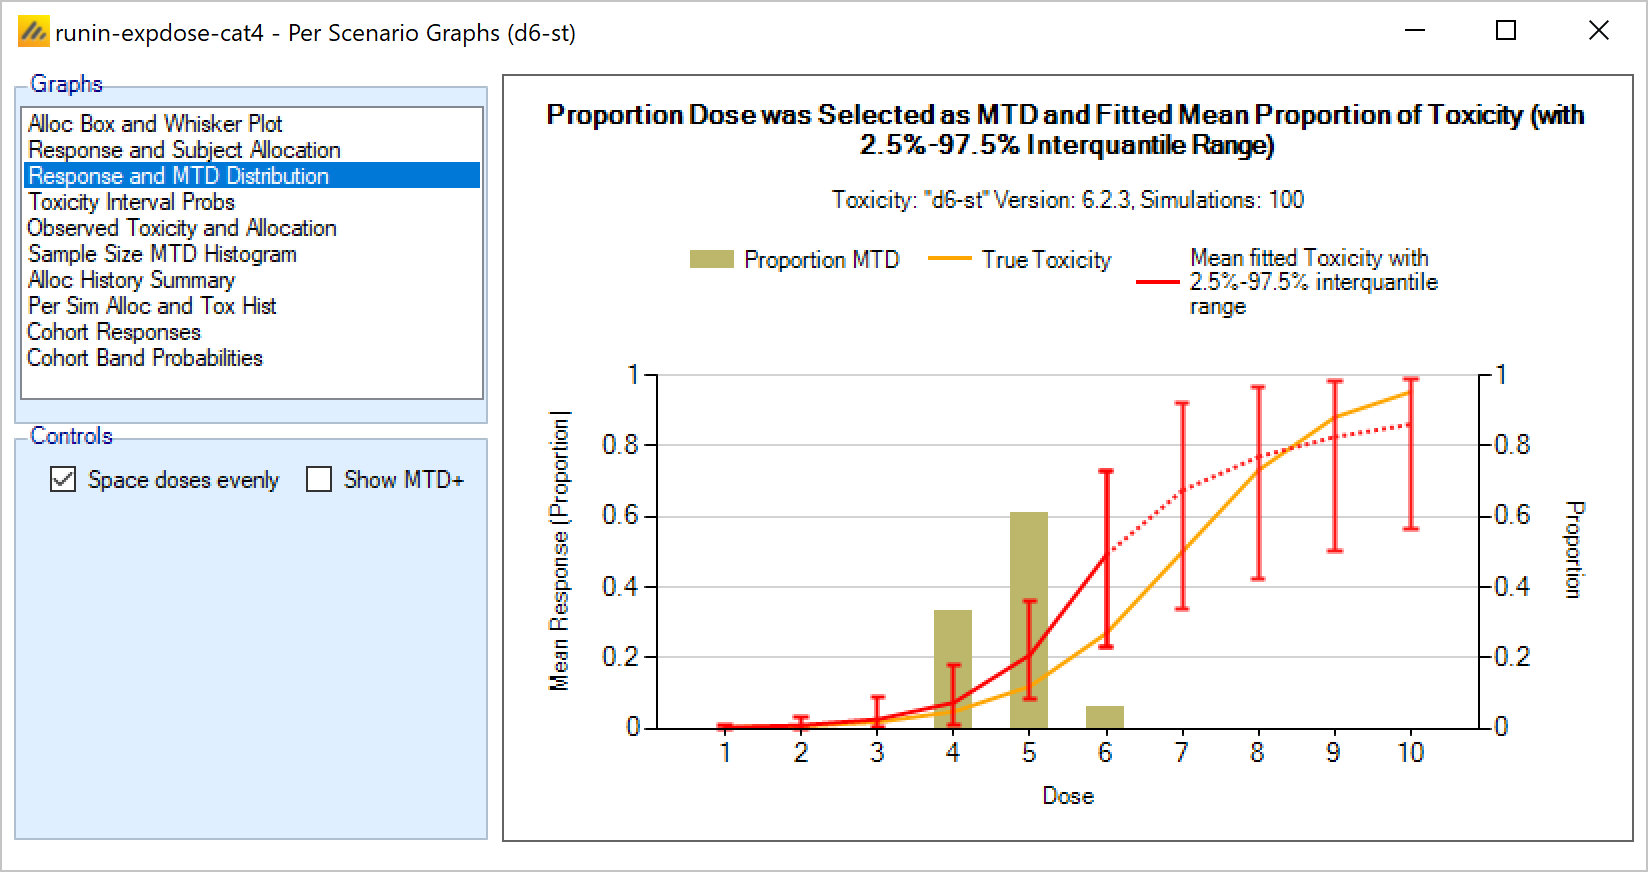 runin-expdose-cat4 - Per Scenario Graphs (d6-st)
Graphs
Alloc Box and Whisker Plot
Response and Subject Allocation
Response and MTD Distribution
Toxicity Interval Probs
Observed Toxicity and Allocation
Sample Size MTD Histogram
Alloc History Summary
Per Sim Alloc and Tox Hist
Cohort Responses
Cohort Band Probabilities
Controls
Space doses evenly
Show MTD+
Proportion Dose was Selected as MTD and Fitted Mean Proportion of Toxicity (with
2.5%-97.5% Interquantile Range)
Toxicity: "d6-st" Version: 6.2.3, Simulations: 100
Proportion MTD
True Toxicity
Mean fitted Toxicity with
2.5%-97.5% interquantile
range
Mean Response (Proportion)
1
0.8
0.6
0.4
0.2
0
1
0.8
0.6
0.4
0.2
0
Proportion
1 2 3 4 5 6 7 8 9 10
Dose